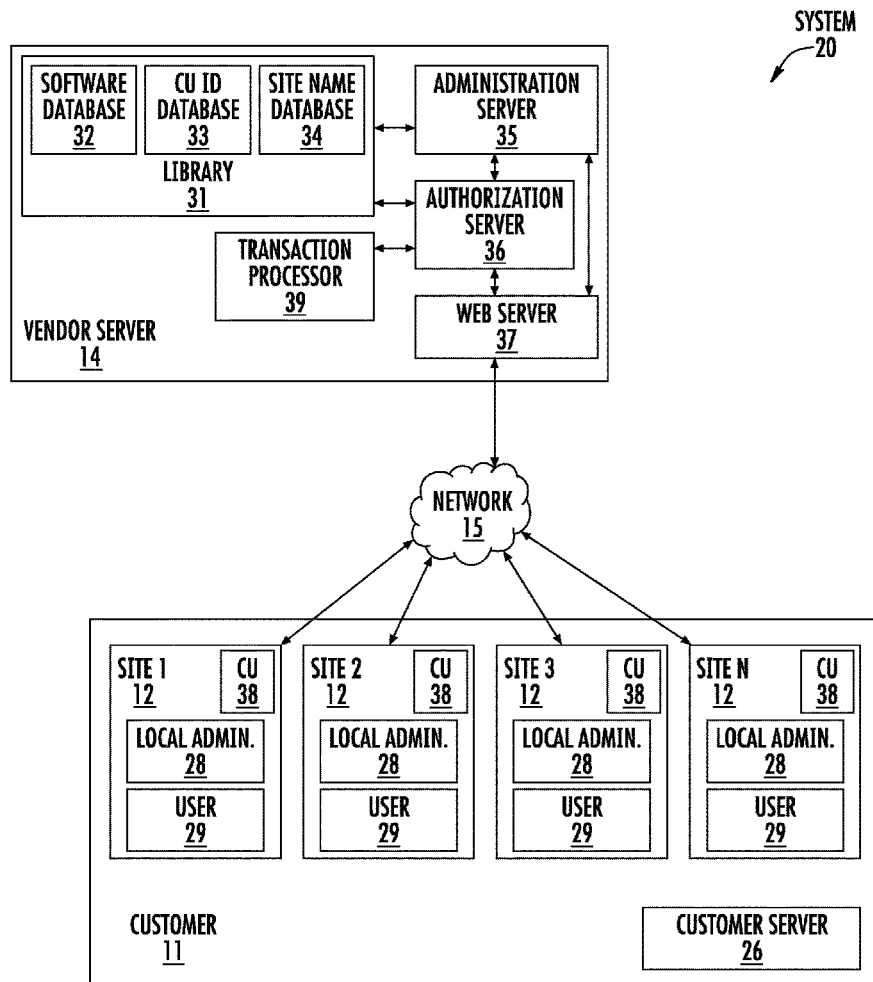 SYSTEM
20
SOFTWARE
DATABASE
32
CU ID
DATABASE
33
SITE NAME
DATABASE
34
LIBRARY
31
ADMINISTRATION
SERVER
35
AUTHORIZATION
SERVER
36
TRANSACTION
PROCESSOR
39
WEB SERVER
37
VENDOR SERVER
14
NETWORK
15
SITE 1
12
CU
38
LOCAL ADMIN.
28
USER
29
SITE 2
12
CU
38
LOCAL ADMIN.
28
USER
29
SITE 3
12
CU
38
LOCAL ADMIN.
28
USER
29
SITE N
12
CU
38
LOCAL ADMIN.
28
USER
29
CUSTOMER
11
CUSTOMER SERVER
26